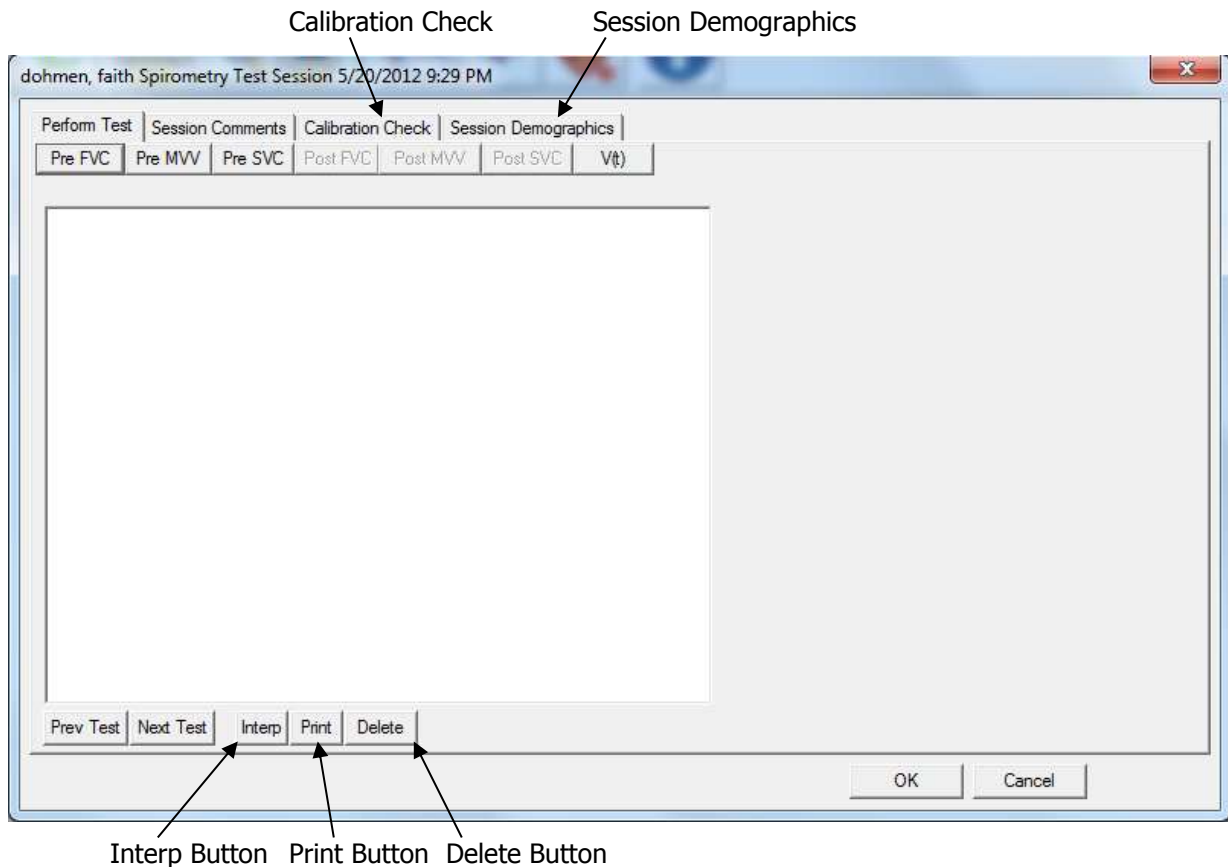 Calibration Check Session Demographics
dohmen, faith Spirometry Test Session 5/20/2012 9:29 PM
Perform Test Session Comments Calibration Check Session Demographics
Pre FVC Pre MVV Pre SVC Post FVC Post MVV Post SVC V(t)
Prev Test Next Test Interp Print Delete
OK Cancel
Interp Button Print Button Delete Button